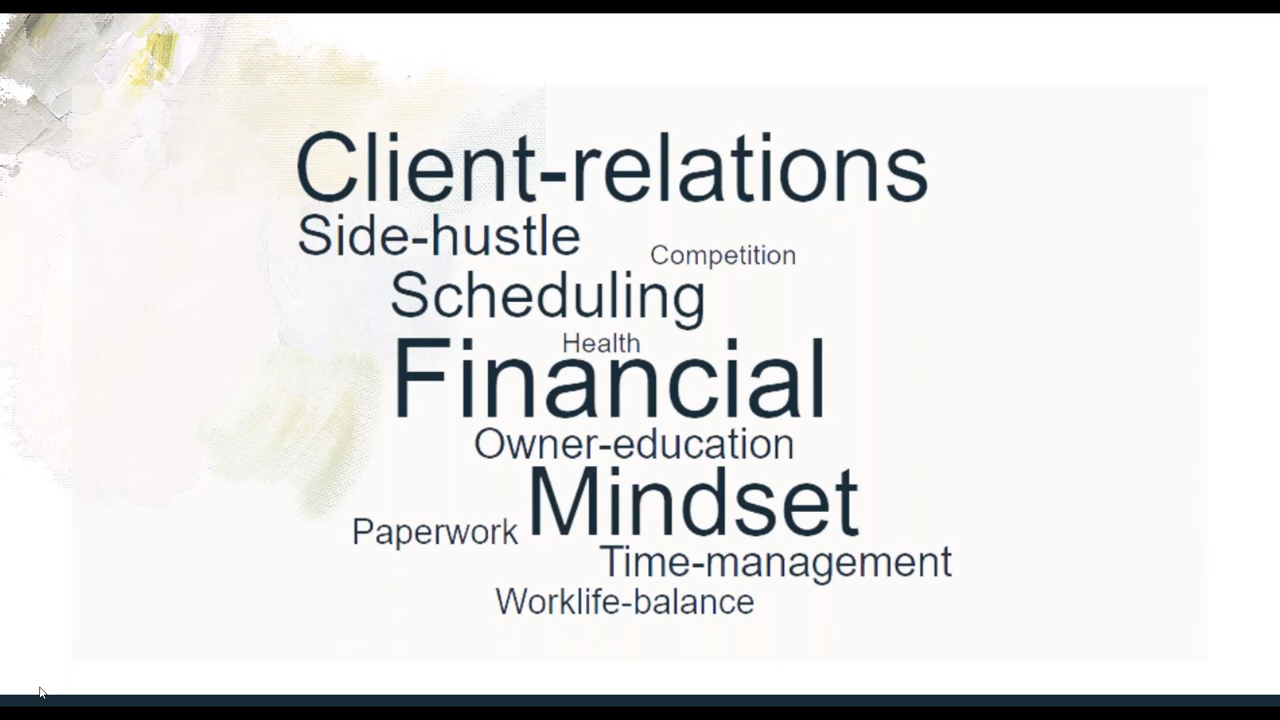 Client-relations
Side-hustle
Competition
Scheduling
Health
Financial
Owner-education
Mindset
Paperwork
Time-management
Worklife-balance